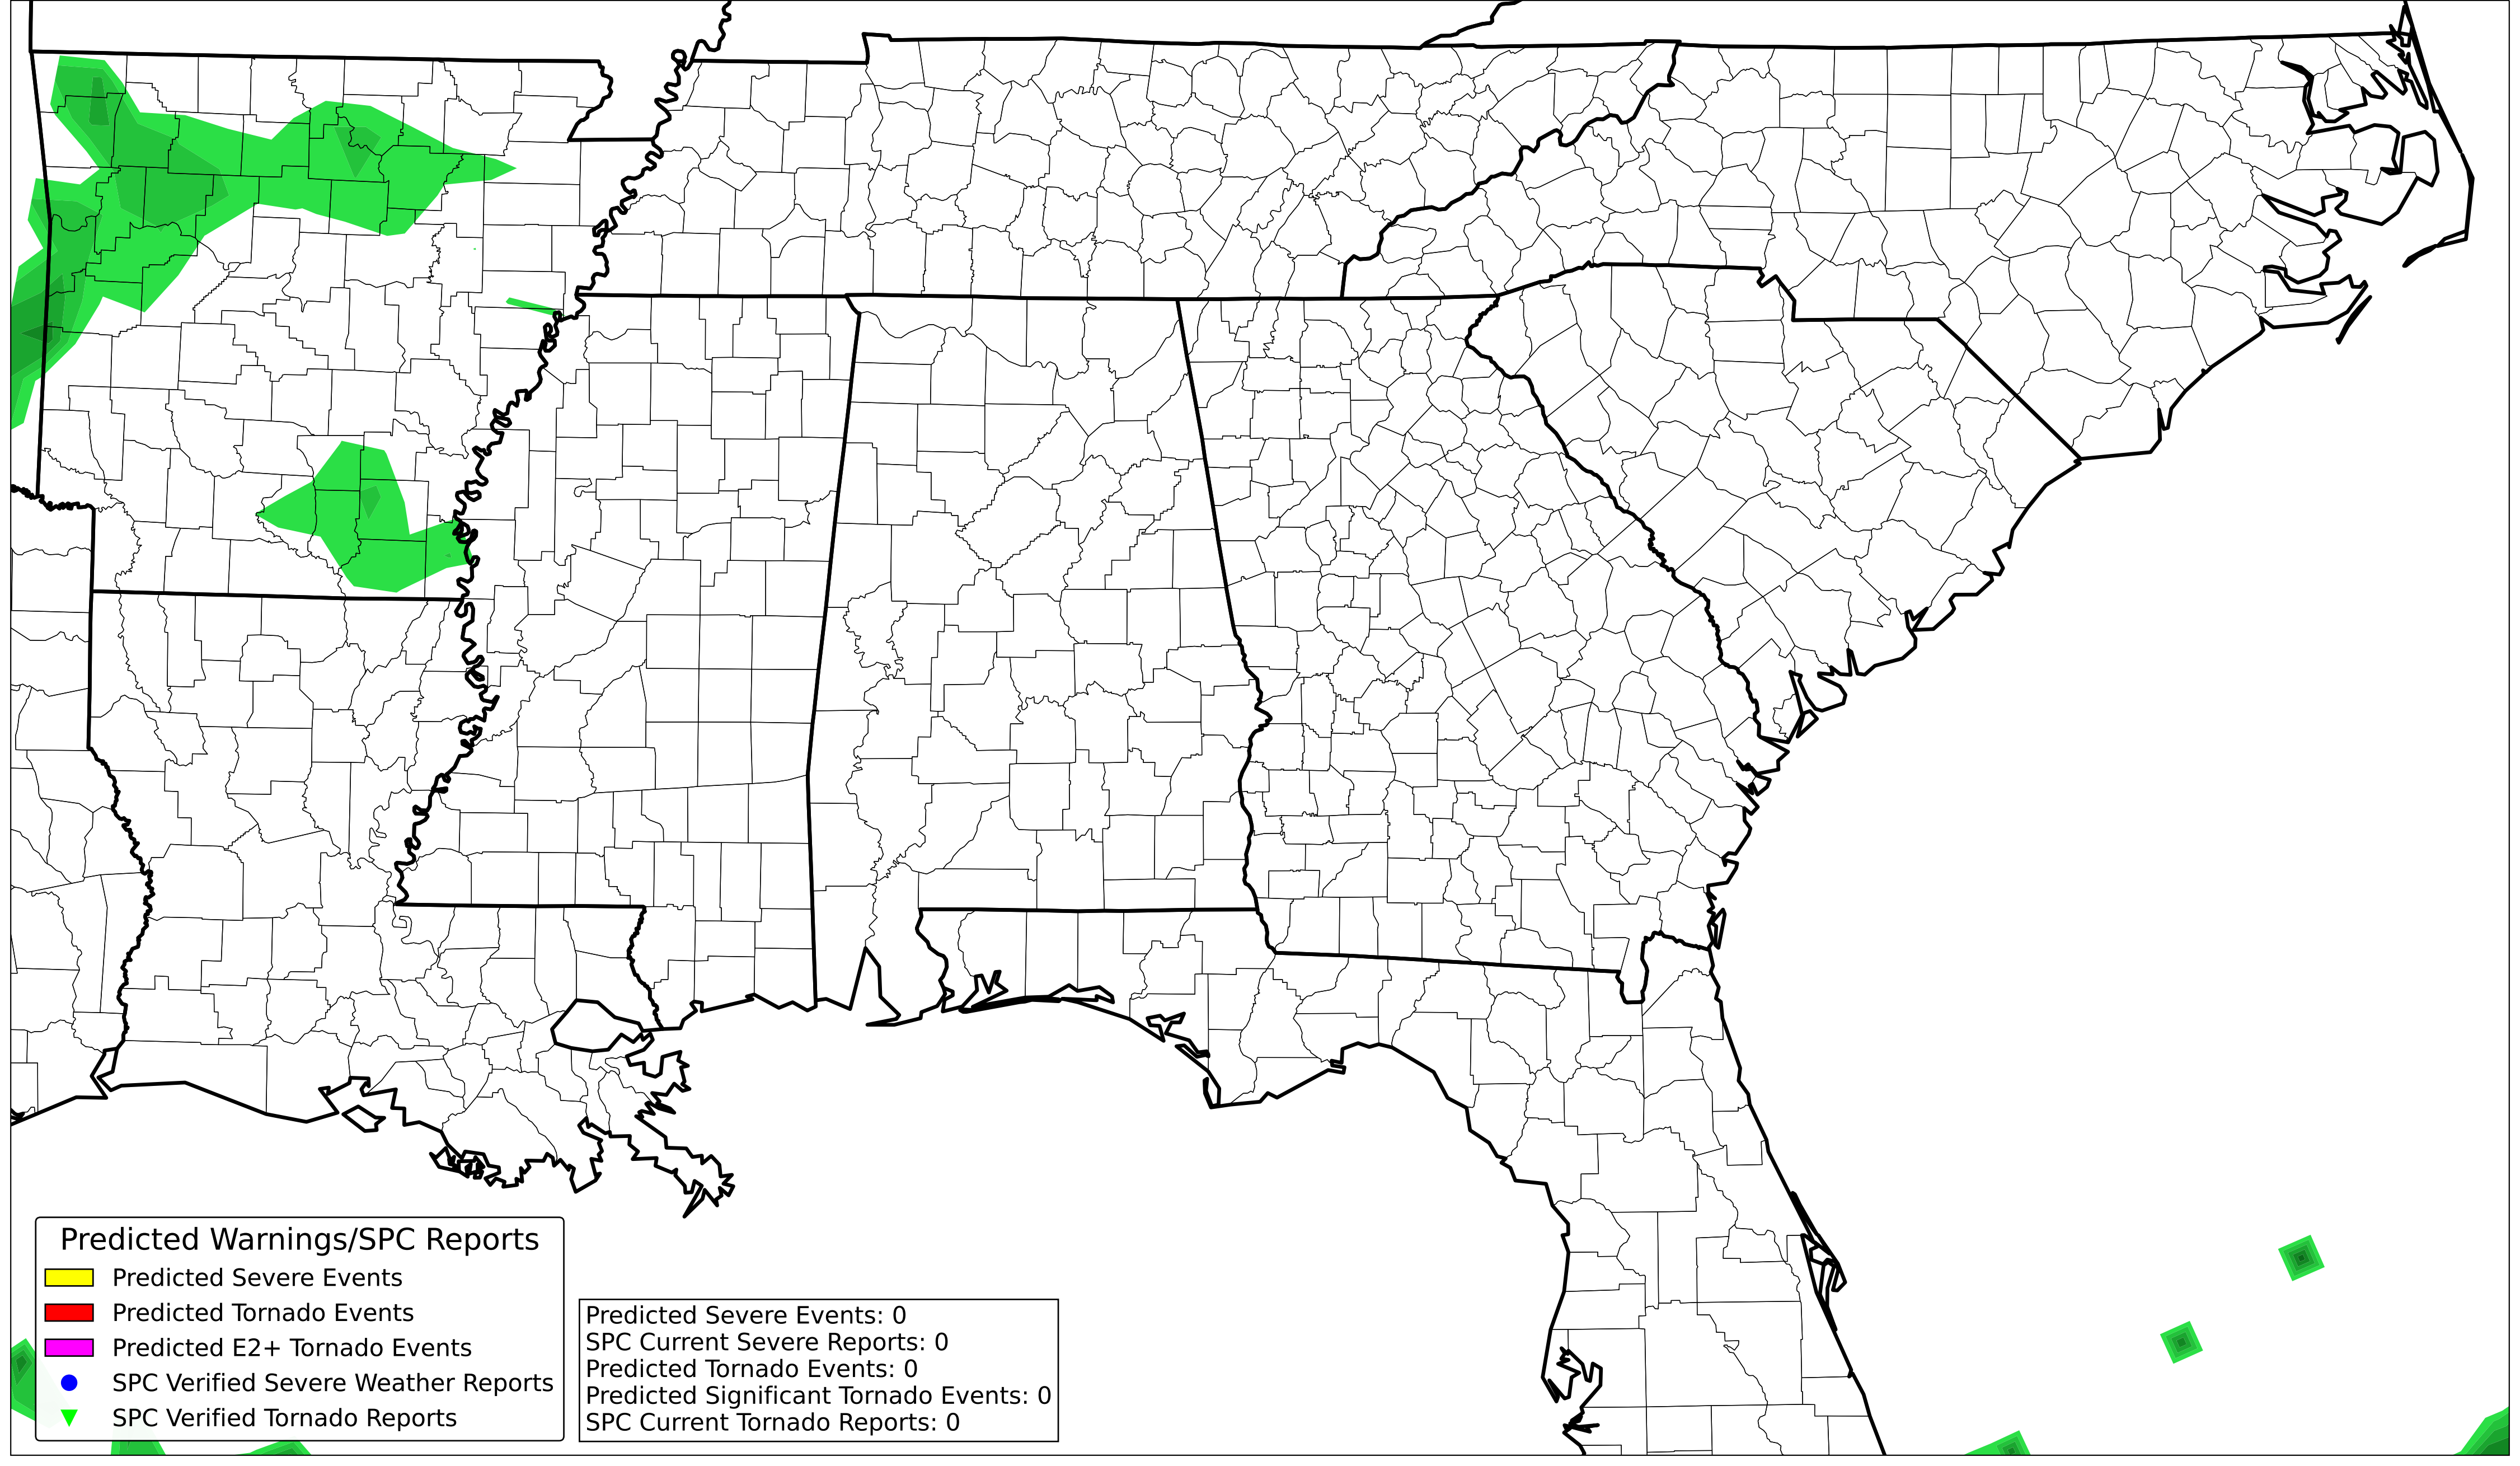 Predicted Warnings/SPC Reports
Predicted Severe Events
Predicted Tornado Events
Predicted E2+ Tornado Events
SPC Verified Severe Weather Reports
SPC Verified Tornado Reports
Predicted Severe Events: 0
SPC Current Severe Reports: 0
Predicted Tornado Events: 0
Predicted Significant Tornado Events: 0
SPC Current Tornado Reports: 0